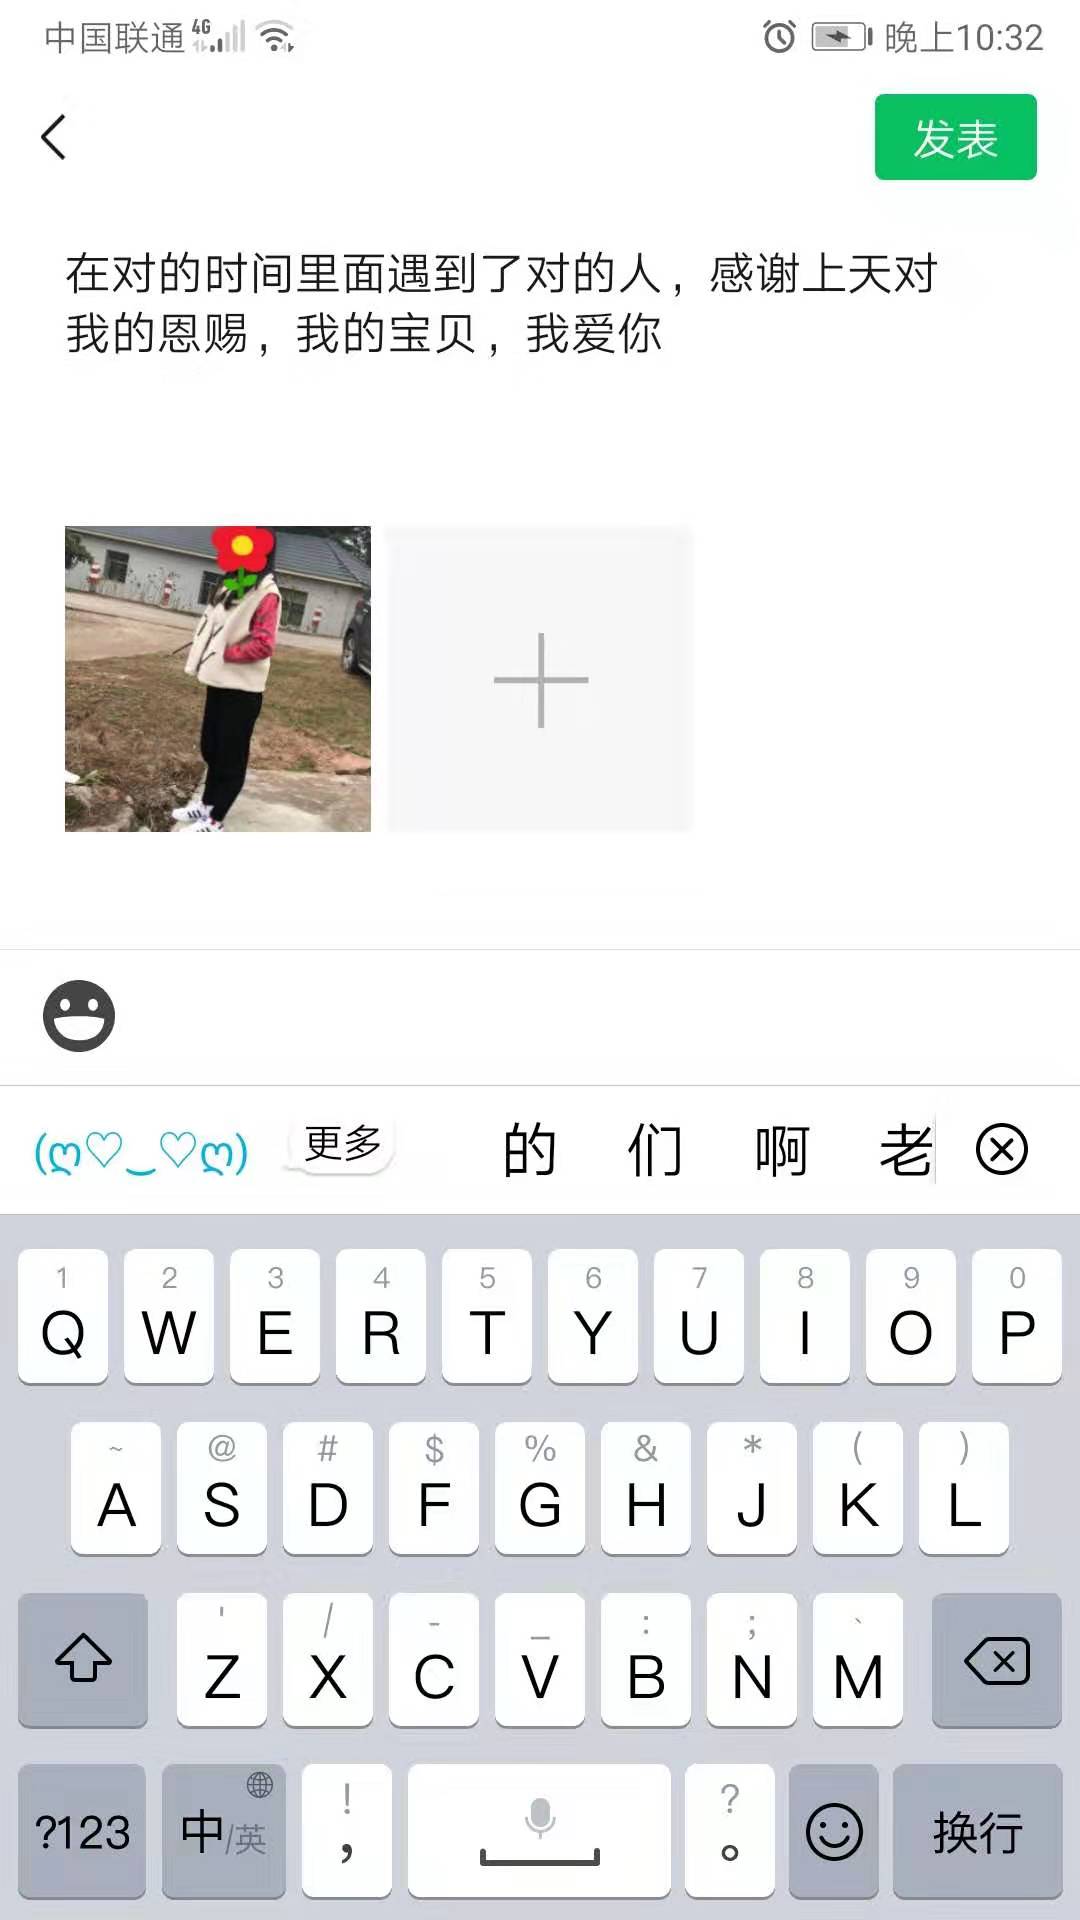 中国联通 4G 晚上10:32
发表
在对的时间里面遇到了对的人，感谢上天对
我的恩赐，我的宝贝，我爱你
(ღ♡‿♡ღ) 更多 的 们 啊 老
1 2 3 4 5 6 7 8 9 0
Q W E R T Y U I O P
~ @ # $ % & * ( )
A S D F G H J K L
' / - _ : ; `
Z X C V B N M
! ?
?123 中/英 , 。 换行